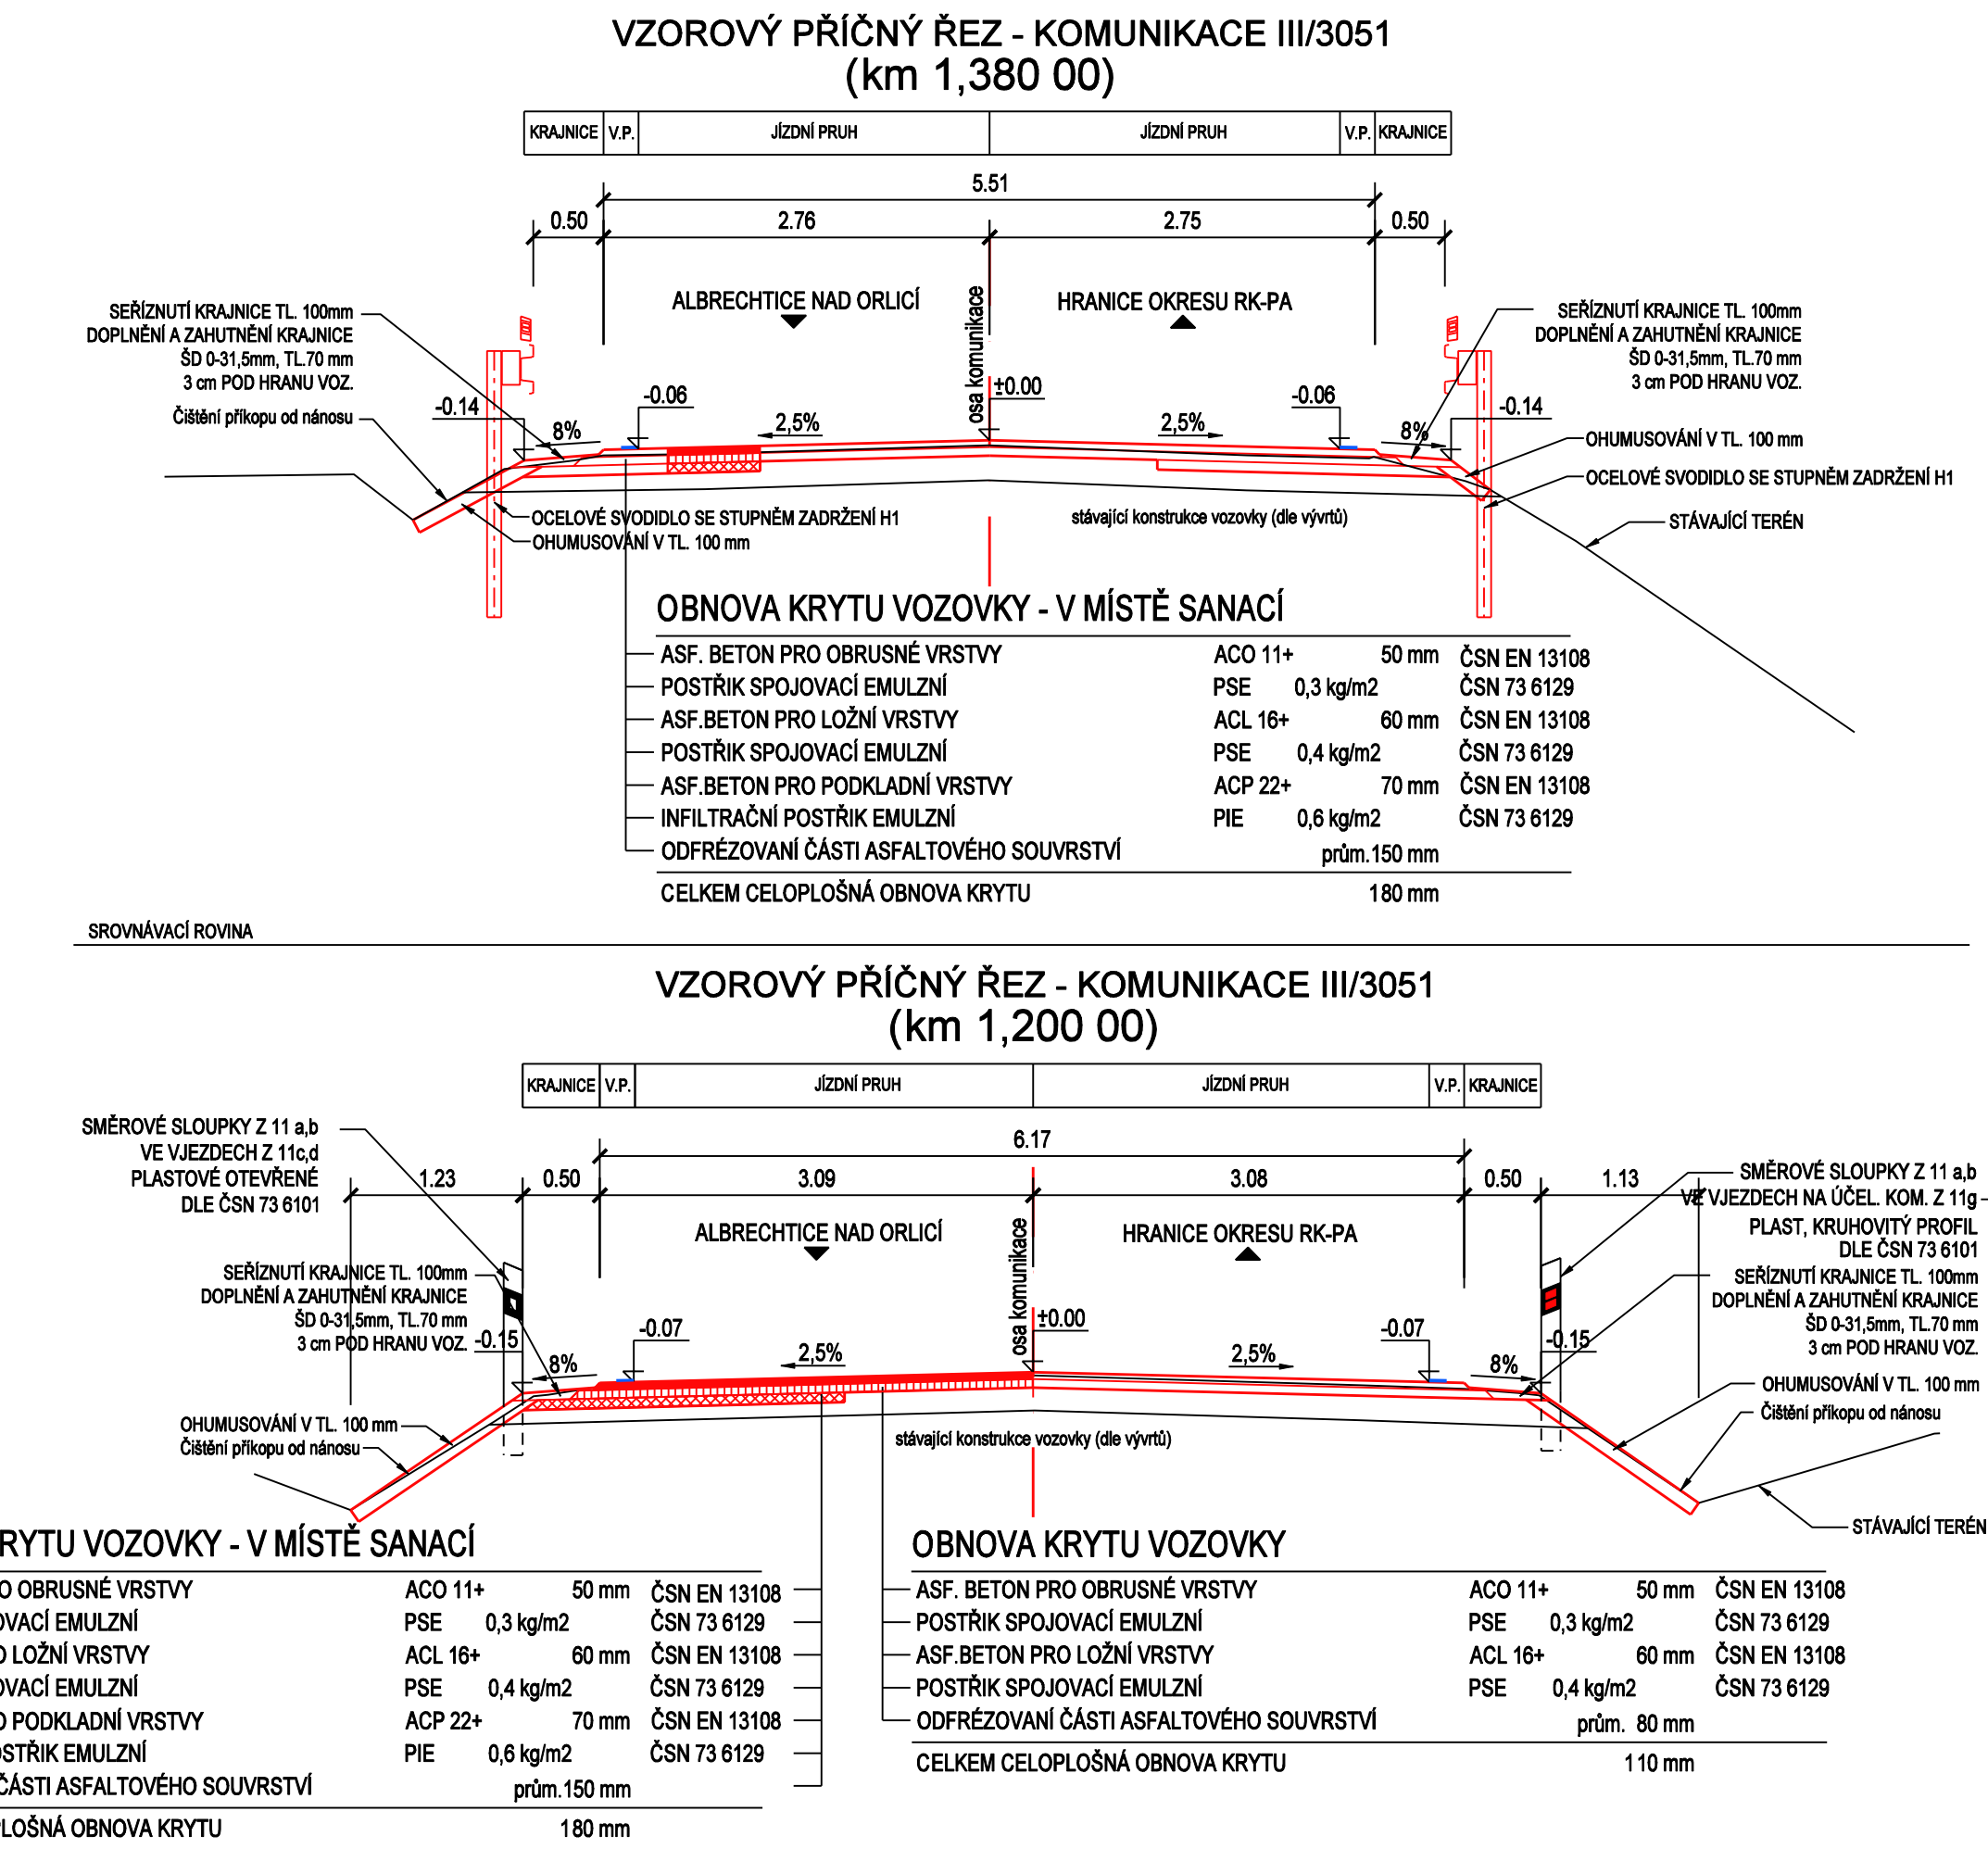 VZOROVÝ PŘÍČNÝ ŘEZ - KOMUNIKACE III/3051
(km 1,380 00)
KRAJNICE V.P. JÍZDNÍ PRUH JÍZDNÍ PRUH V.P. KRAJNICE
5.51
0.50 2.76 2.75 0.50
ALBRECHTICE NAD ORLICÍ
HRANICE OKRESU RK-PA
osa komunikace
SEŘÍZNUTÍ KRAJNICE TL. 100mm
DOPLNĚNÍ A ZAHUTNĚNÍ KRAJNICE
ŠD 0-31,5mm, TL.70 mm
3 cm POD HRANU VOZ.
Čištění příkopu od nánosu
SEŘÍZNUTÍ KRAJNICE TL. 100mm
DOPLNĚNÍ A ZAHUTNĚNÍ KRAJNICE
ŠD 0-31,5mm, TL.70 mm
3 cm POD HRANU VOZ.
-0.14 -0.06 ±0.00 -0.06 -0.14
8% 2,5% 2,5% 8%
OHUMUSOVÁNÍ V TL. 100 mm
OCELOVÉ SVODIDLO SE STUPNĚM ZADRŽENÍ H1
STÁVAJÍCÍ TERÉN
OCELOVÉ SVODIDLO SE STUPNĚM ZADRŽENÍ H1
OHUMUSOVÁNÍ V TL. 100 mm
stávající konstrukce vozovky (dle vývrtů)
OBNOVA KRYTU VOZOVKY - V MÍSTĚ SANACÍ
ASF. BETON PRO OBRUSNÉ VRSTVY ACO 11+ 50 mm ČSN EN 13108
POSTŘIK SPOJOVACÍ EMULZNÍ PSE 0,3 kg/m2 ČSN 73 6129
ASF.BETON PRO LOŽNÍ VRSTVY ACL 16+ 60 mm ČSN EN 13108
POSTŘIK SPOJOVACÍ EMULZNÍ PSE 0,4 kg/m2 ČSN 73 6129
ASF.BETON PRO PODKLADNÍ VRSTVY ACP 22+ 70 mm ČSN EN 13108
INFILTRAČNÍ POSTŘIK EMULZNÍ PIE 0,6 kg/m2 ČSN 73 6129
ODFRÉZOVANÍ ČÁSTI ASFALTOVÉHO SOUVRSTVÍ prům.150 mm
CELKEM CELOPLOŠNÁ OBNOVA KRYTU 180 mm
SROVNÁVACÍ ROVINA
VZOROVÝ PŘÍČNÝ ŘEZ - KOMUNIKACE III/3051
(km 1,200 00)
KRAJNICE V.P. JÍZDNÍ PRUH JÍZDNÍ PRUH V.P. KRAJNICE
6.17
1.23 0.50 3.09 3.08 0.50 1.13
SMĚROVÉ SLOUPKY Z 11 a,b
VE VJEZDECH Z 11c,d
PLASTOVÉ OTEVŘENÉ
DLE ČSN 73 6101
SMĚROVÉ SLOUPKY Z 11 a,b
VE VJEZDECH NA ÚČEL. KOM. Z 11g
PLAST, KRUHOVITÝ PROFIL
DLE ČSN 73 6101
ALBRECHTICE NAD ORLICÍ
HRANICE OKRESU RK-PA
osa komunikace
SEŘÍZNUTÍ KRAJNICE TL. 100mm
DOPLNĚNÍ A ZAHUTNĚNÍ KRAJNICE
ŠD 0-31,5mm, TL.70 mm
3 cm POD HRANU VOZ.
SEŘÍZNUTÍ KRAJNICE TL. 100mm
DOPLNĚNÍ A ZAHUTNĚNÍ KRAJNICE
ŠD 0-31,5mm, TL.70 mm
3 cm POD HRANU VOZ.
-0.15 -0.07 ±0.00 -0.07 -0.15
8% 2,5% 2,5% 8%
OHUMUSOVÁNÍ V TL. 100 mm
Čištění příkopu od nánosu
OHUMUSOVÁNÍ V TL. 100 mm
Čištění příkopu od nánosu
stávající konstrukce vozovky (dle vývrtů)
STÁVAJÍCÍ TERÉN
RYTU VOZOVKY - V MÍSTĚ SANACÍ
O OBRUSNÉ VRSTVY ACO 11+ 50 mm ČSN EN 13108
OVACÍ EMULZNÍ PSE 0,3 kg/m2 ČSN 73 6129
O LOŽNÍ VRSTVY ACL 16+ 60 mm ČSN EN 13108
OVACÍ EMULZNÍ PSE 0,4 kg/m2 ČSN 73 6129
O PODKLADNÍ VRSTVY ACP 22+ 70 mm ČSN EN 13108
OSTŘIK EMULZNÍ PIE 0,6 kg/m2 ČSN 73 6129
ČÁSTI ASFALTOVÉHO SOUVRSTVÍ prům.150 mm
PLOŠNÁ OBNOVA KRYTU 180 mm
OBNOVA KRYTU VOZOVKY
ASF. BETON PRO OBRUSNÉ VRSTVY ACO 11+ 50 mm ČSN EN 13108
POSTŘIK SPOJOVACÍ EMULZNÍ PSE 0,3 kg/m2 ČSN 73 6129
ASF.BETON PRO LOŽNÍ VRSTVY ACL 16+ 60 mm ČSN EN 13108
POSTŘIK SPOJOVACÍ EMULZNÍ PSE 0,4 kg/m2 ČSN 73 6129
ODFRÉZOVANÍ ČÁSTI ASFALTOVÉHO SOUVRSTVÍ prům. 80 mm
CELKEM CELOPLOŠNÁ OBNOVA KRYTU 110 mm